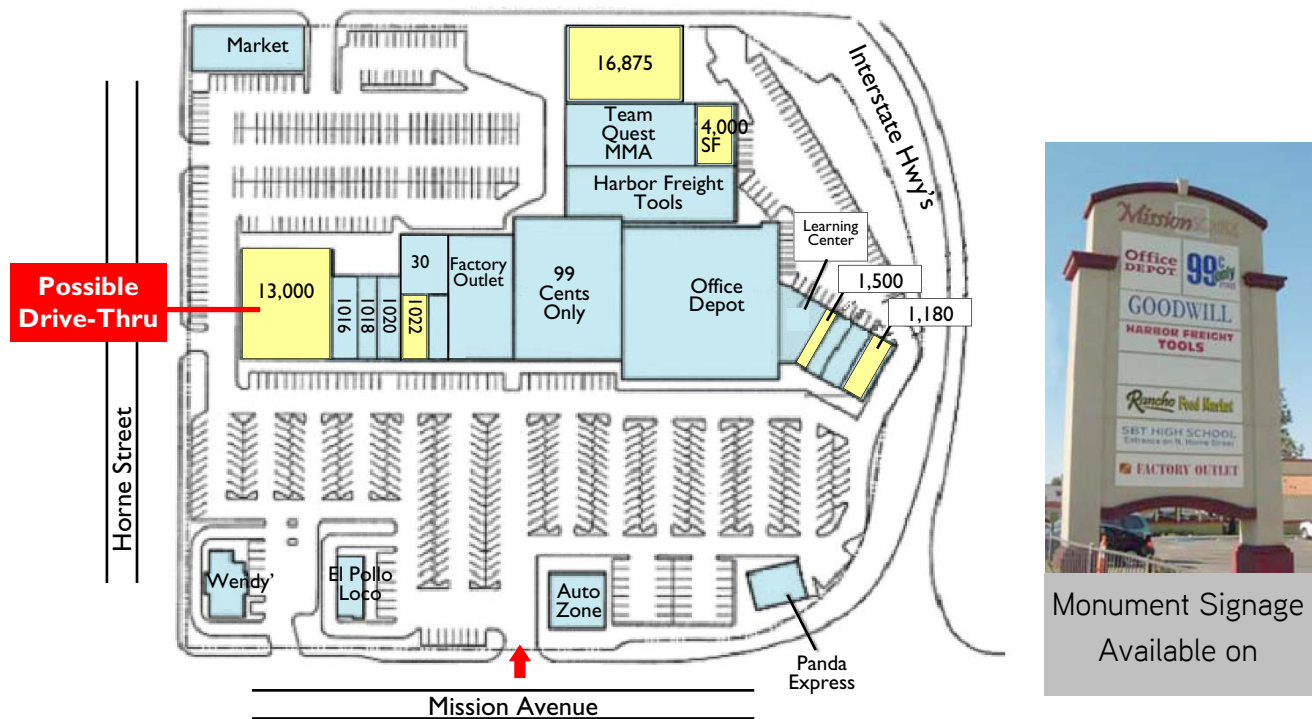 Market
16,875
Team
Quest
MMA
4,000
SF
Harbor Freight
Tools
Interstate Hwy's
Learning
Center
1,500
1,180
Possible
Drive-Thru
13,000
1016
1018
1020
30
1022
Factory
Outlet
99
Cents
Only
Office
Depot
Horne Street
Wendy'
El Pollo
Loco
Auto
Zone
Panda
Express
Mission Avenue
Mission
Office
DEPOT
99¢
only
GOODWILL
HARBOR FREIGHT
TOOLS
Rancho Food Market
SBT HIGH SCHOOL
Entrance on N. Horne Street
FACTORY OUTLET
Monument Signage
Available on